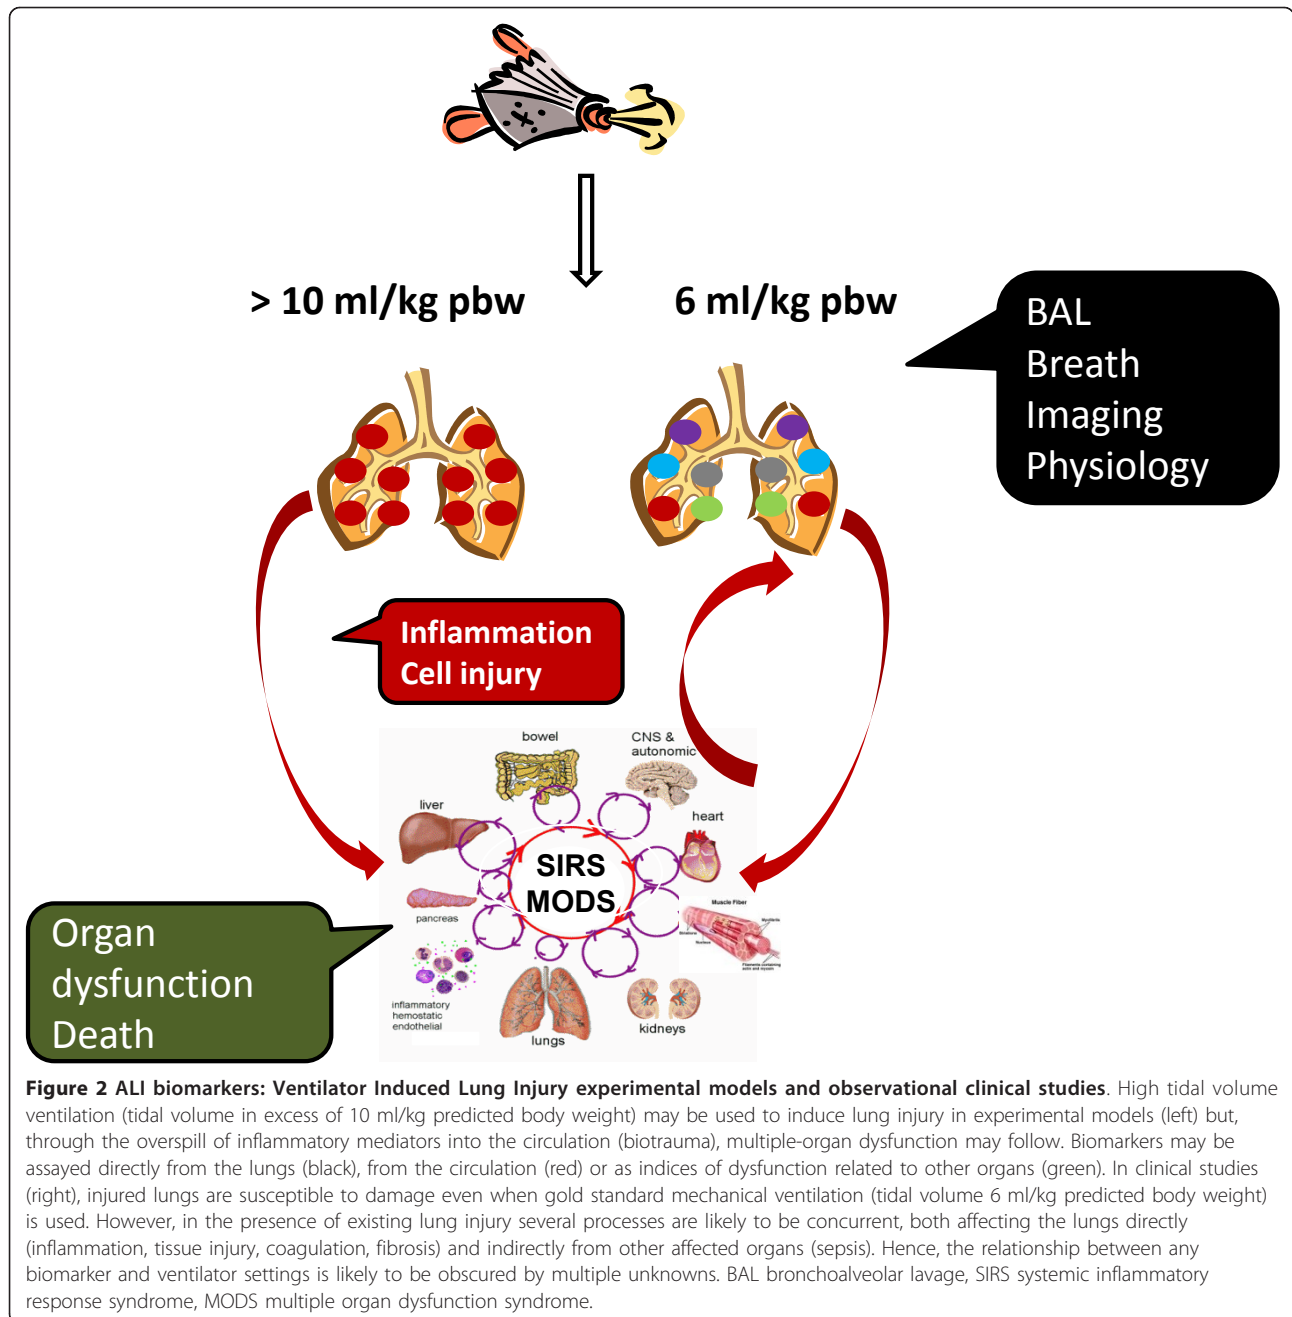 > 10 ml/kg pbw
6 ml/kg pbw
BAL
Breath
Imaging
Physiology
Inflammation
Cell injury
bowel
CNS &
autonomic
liver
heart
SIRS
MODS
pancreas
Muscle Fiber
Nucleus
inflammatory
hemostatic
endothelial
lungs
kidneys
Organ
dysfunction
Death
Figure 2 ALI biomarkers: Ventilator Induced Lung Injury experimental models and observational clinical studies. High tidal volume
ventilation (tidal volume in excess of 10 ml/kg predicted body weight) may be used to induce lung injury in experimental models (left) but,
through the overspill of inflammatory mediators into the circulation (biotrauma), multiple-organ dysfunction may follow. Biomarkers may be
assayed directly from the lungs (black), from the circulation (red) or as indices of dysfunction related to other organs (green). In clinical studies
(right), injured lungs are susceptible to damage even when gold standard mechanical ventilation (tidal volume 6 ml/kg predicted body weight)
is used. However, in the presence of existing lung injury several processes are likely to be concurrent, both affecting the lungs directly
(inflammation, tissue injury, coagulation, fibrosis) and indirectly from other affected organs (sepsis). Hence, the relationship between any
biomarker and ventilator settings is likely to be obscured by multiple unknowns. BAL bronchoalveolar lavage, SIRS systemic inflammatory
response syndrome, MODS multiple organ dysfunction syndrome.